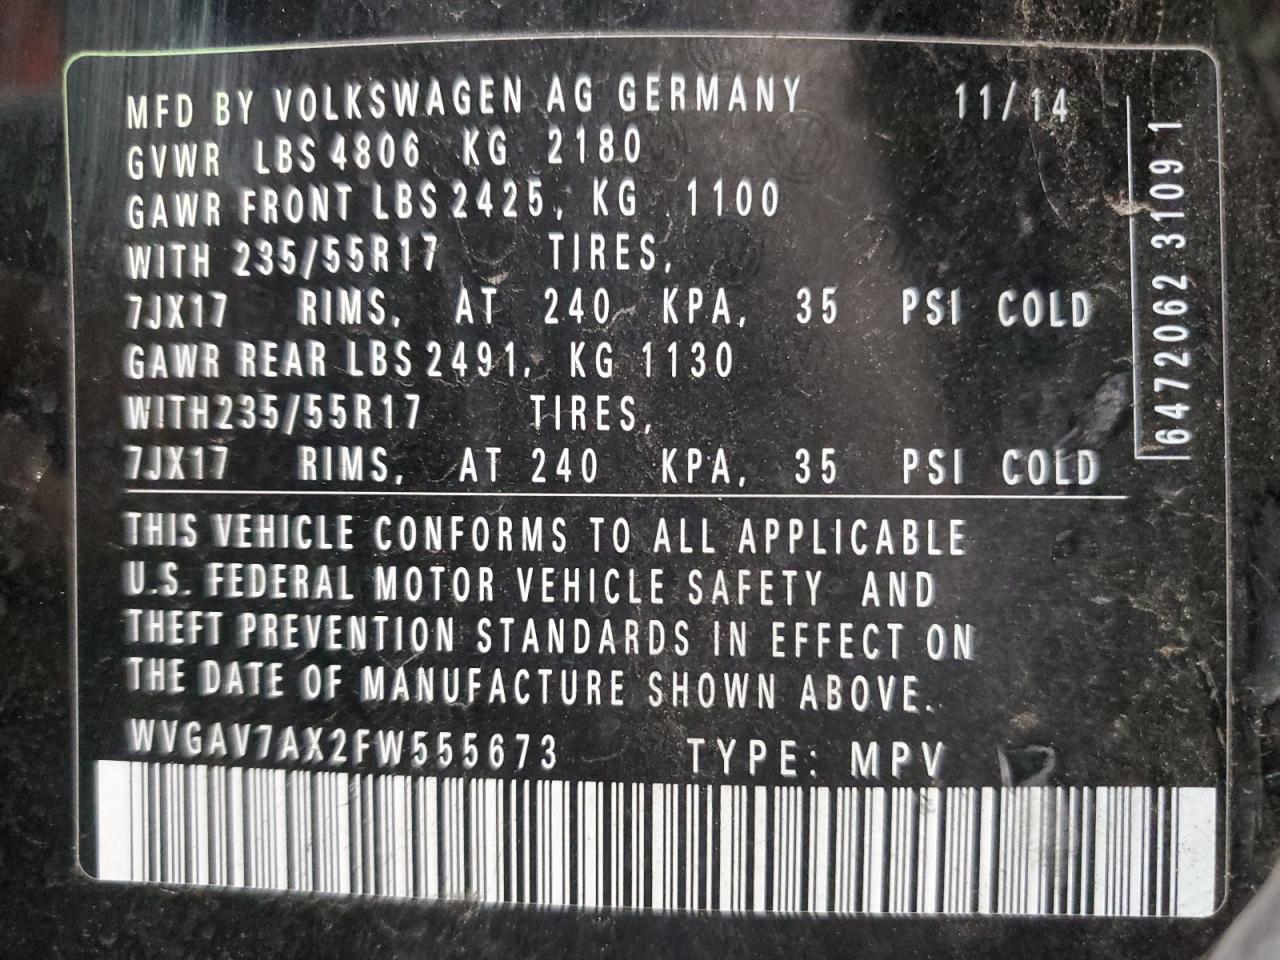 MFD BY VOLKSWAGEN AG GERMANY 11/14
GVWR LBS 4806 KG 2180
GAWR FRONT LBS 2425, KG 1100
WITH 235/55R17 TIRES,
7JX17 RIMS, AT 240 KPA, 35 PSI COLD
GAWR REAR LBS 2491, KG 1130
WITH235/55R17 TIRES,
7JX17 RIMS, AT 240 KPA, 35 PSI COLD
THIS VEHICLE CONFORMS TO ALL APPLICABLE
U.S. FEDERAL MOTOR VEHICLE SAFETY AND
THEFT PREVENTION STANDARDS IN EFFECT ON
THE DATE OF MANUFACTURE SHOWN ABOVE.
WVGAV7AX2FW555673 TYPE: MPV
6472062 3109 1